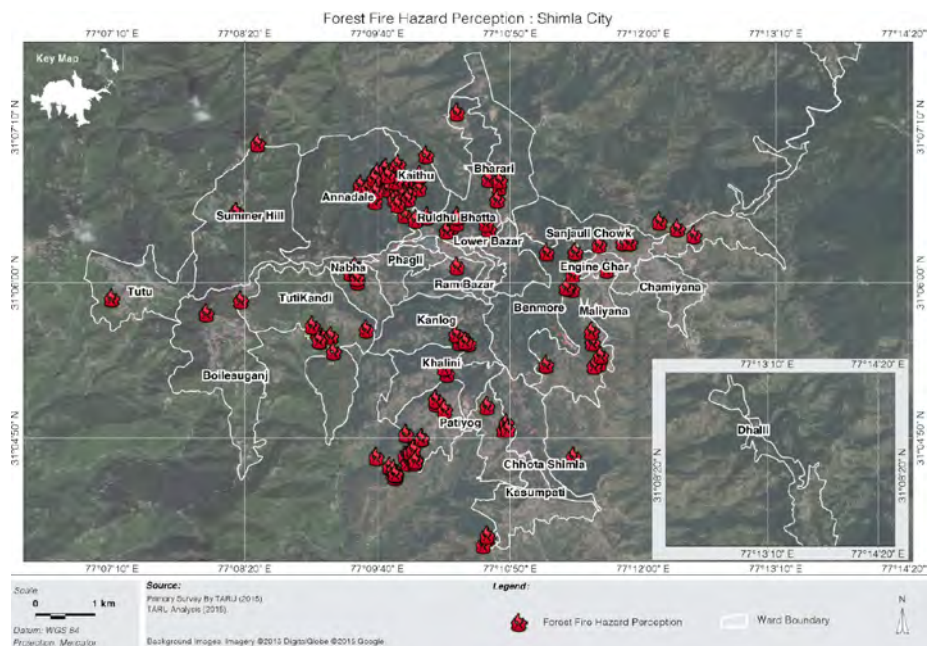 Forest Fire Hazard Perception : Shimla City
77°07'10" E 77°08'20" E 77°09'40" E 77°10'50" E 77°12'00" E 77°13'10" E 77°14'20" E
Key Map
31°07'10" N
31°07'10" N
Bharari
Kaithu
Annadale
Summer Hill
Ruldhu Bhatta
Sanjauli Chowk
Lower Bazar
Phagli
Engine Ghar
Nabha
31°06'00" N
31°06'00" N
Ram Bazar
Chamiyana
Tutu
TutiKandi
Benmore
Maliyana
Kanlog
Khalini
77°13'10" E 77°14'20" E
Boileauganj
Patiyog
Dhalli
31°04'50" N
31°08'20" N
31°08'20" N
Chhota Shimla
Kasumpati
77°13'10" E 77°14'20" E
77°07'10" E 77°08'20" E 77°09'40" E 77°10'50" E 77°12'00" E 77°13'10" E 77°14'20" E
Scale
0 1 km
Datum: WGS 84
Projection: Mercator
Source:
Primary Survey By TARU (2015)
TARU Analysis (2015).
Background Images: Imagery ©2015 DigitalGlobe ©2015 Google.
Legend:
Forest Fire Hazard Perception
Ward Boundary
N